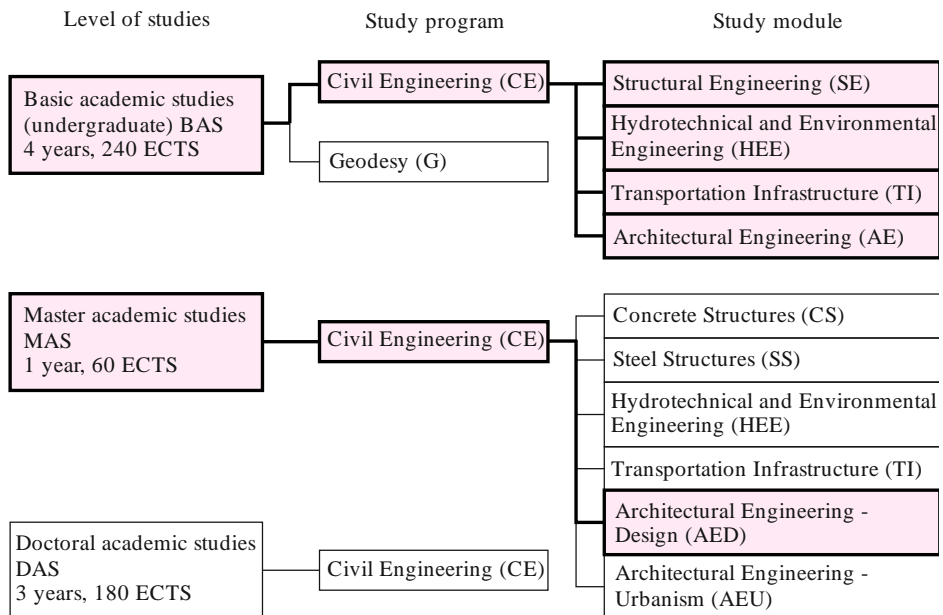 Level of studies
Study program
Study module
Basic academic studies
(undergraduate) BAS
4 years, 240 ECTS
Civil Engineering (CE)
Geodesy (G)
Structural Engineering (SE)
Hydrotechnical and Environmental
Engineering (HEE)
Transportation Infrastructure (TI)
Architectural Engineering (AE)
Master academic studies
MAS
1 year, 60 ECTS
Civil Engineering (CE)
Concrete Structures (CS)
Steel Structures (SS)
Hydrotechnical and Environmental
Engineering (HEE)
Transportation Infrastructure (TI)
Architectural Engineering -
Design (AED)
Architectural Engineering -
Urbanism (AEU)
Doctoral academic studies
DAS
3 years, 180 ECTS
Civil Engineering (CE)